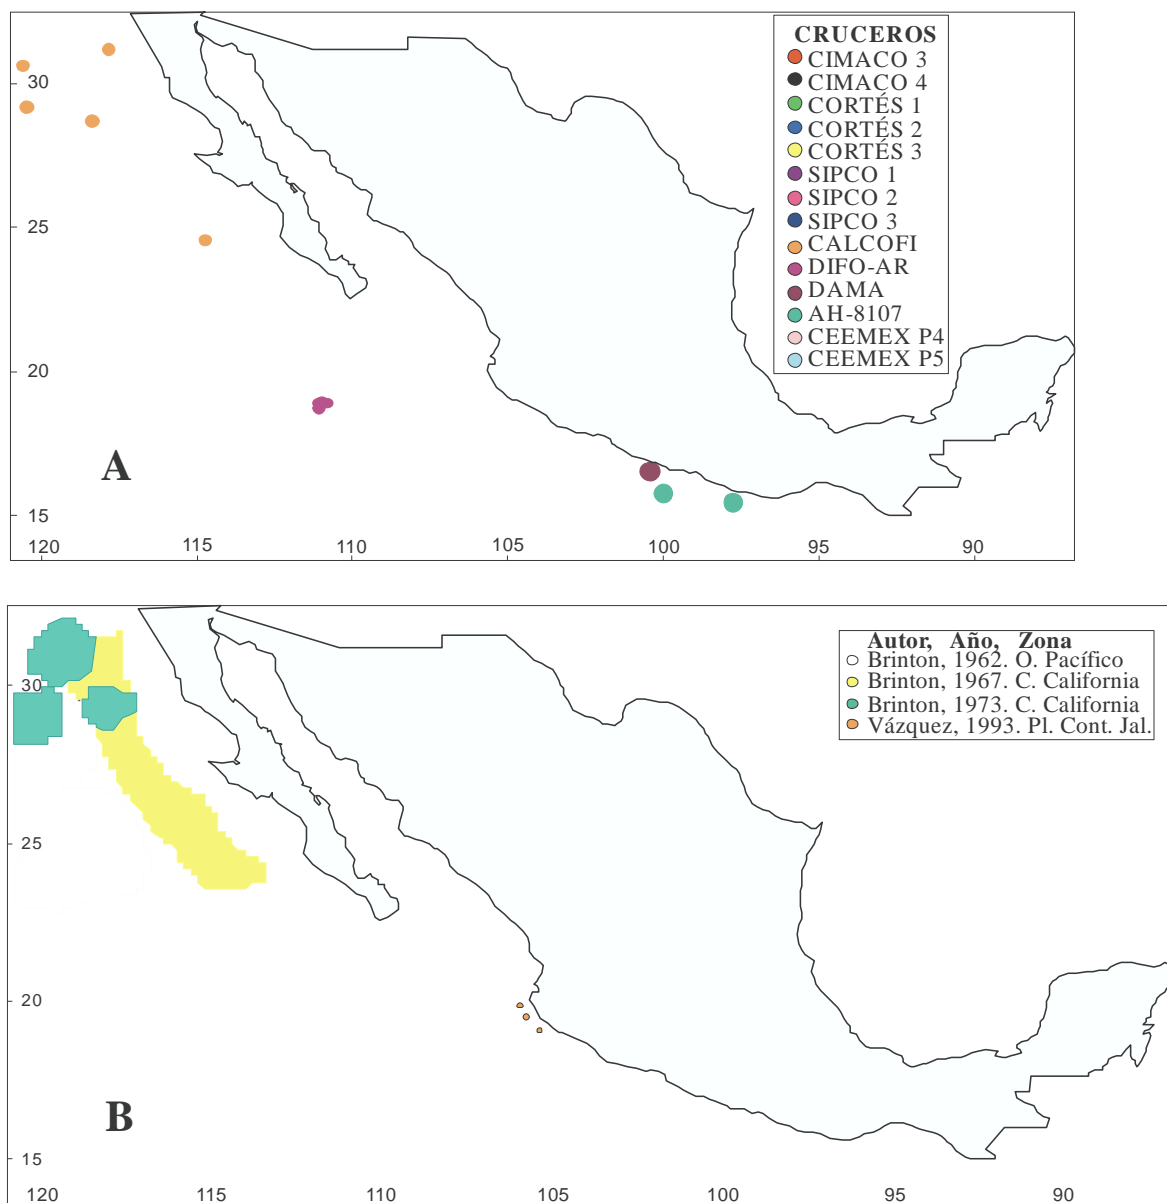 CRUCEROS
CIMACO 3
CIMACO 4
CORTÉS 1
CORTÉS 2
CORTÉS 3
SIPCO 1
SIPCO 2
SIPCO 3
CALCOFI
DIFO-AR
DAMA
AH-8107
CEEMEX P4
CEEMEX P5
30
25
20
15
A
120 115 110 105 100 95 90
Autor, Año, Zona
Brinton, 1962. O. Pacífico
Brinton, 1967. C. California
Brinton, 1973. C. California
Vázquez, 1993. Pl. Cont. Jal.
30
25
20
15
B
120 115 110 105 100 95 90